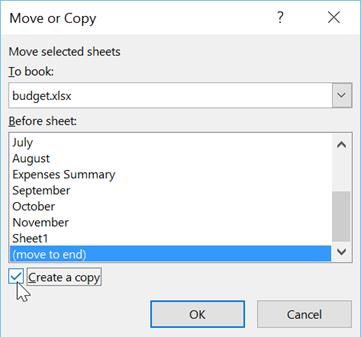 Move or Copy
Move selected sheets
To book:
budget.xlsx
Before sheet:
July
August
Expenses Summary
September
October
November
Sheet1
(move to end)
Create a copy
OK Cancel